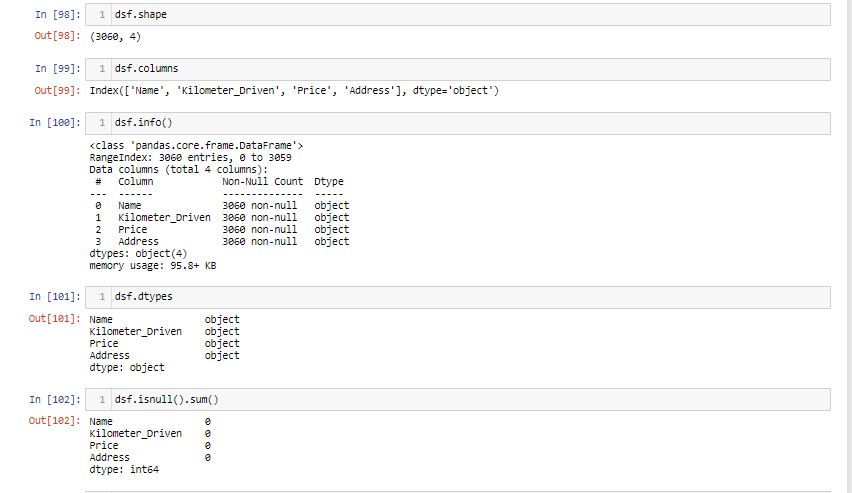 In [98]: 1 dsf.shape
Out[98]: (3060, 4)
In [99]: 1 dsf.columns
Out[99]: Index(['Name', 'Kilometer_Driven', 'Price', 'Address'], dtype='object')
In [100]: 1 dsf.info()
<class 'pandas.core.frame.DataFrame'>
RangeIndex: 3060 entries, 0 to 3059
Data columns (total 4 columns):
 #   Column            Non-Null Count  Dtype
---  ------            --------------  -----
 0   Name              3060 non-null   object
 1   Kilometer_Driven  3060 non-null   object
 2   Price             3060 non-null   object
 3   Address           3060 non-null   object
dtypes: object(4)
memory usage: 95.8+ KB
In [101]: 1 dsf.dtypes
Out[101]: Name                object
Kilometer_Driven    object
Price               object
Address             object
dtype: object
In [102]: 1 dsf.isnull().sum()
Out[102]: Name                0
Kilometer_Driven    0
Price               0
Address             0
dtype: int64